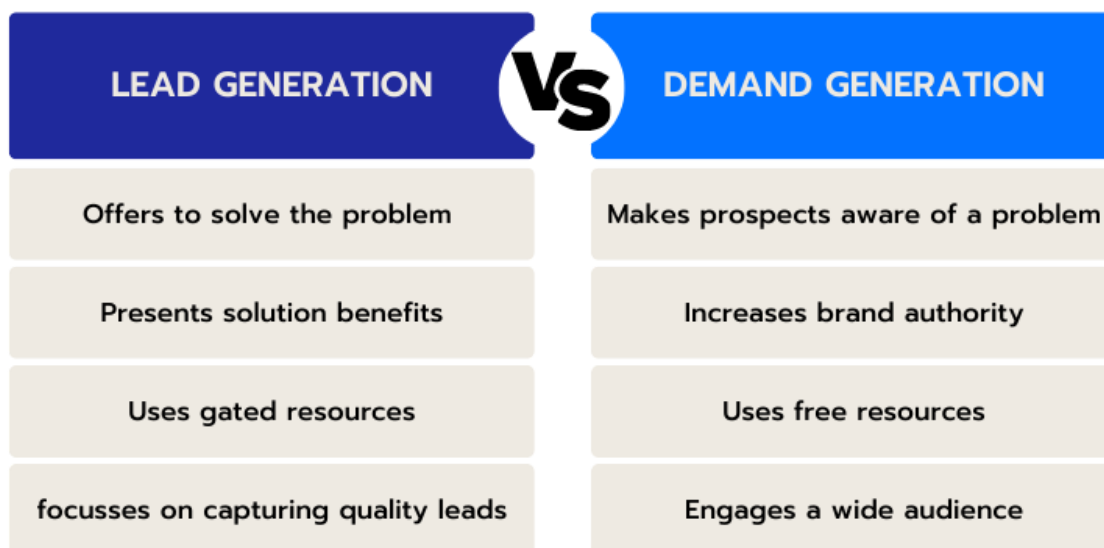 LEAD GENERATION
VS
DEMAND GENERATION
Offers to solve the problem
Makes prospects aware of a problem
Presents solution benefits
Increases brand authority
Uses gated resources
Uses free resources
focusses on capturing quality leads
Engages a wide audience